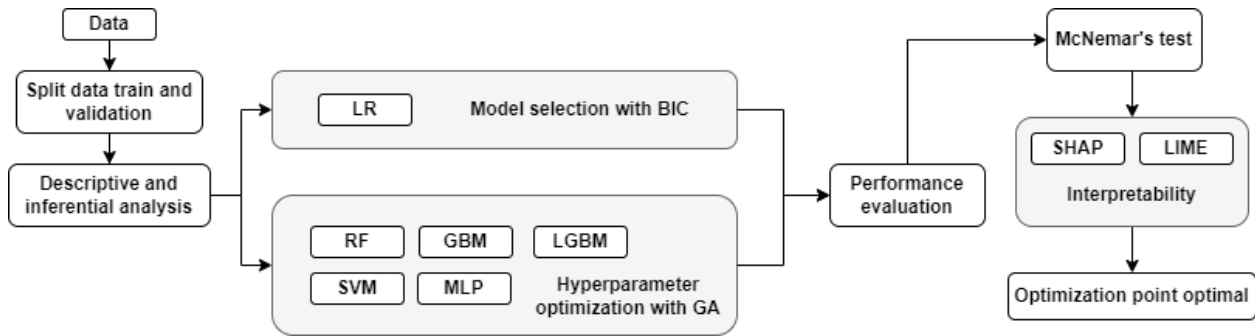 Data
Split data train and
validation
Descriptive and
inferential analysis
LR
Model selection with BIC
RF
GBM
LGBM
SVM
MLP
Hyperparameter
optimization with GA
Performance
evaluation
McNemar's test
SHAP
LIME
Interpretability
Optimization point optimal